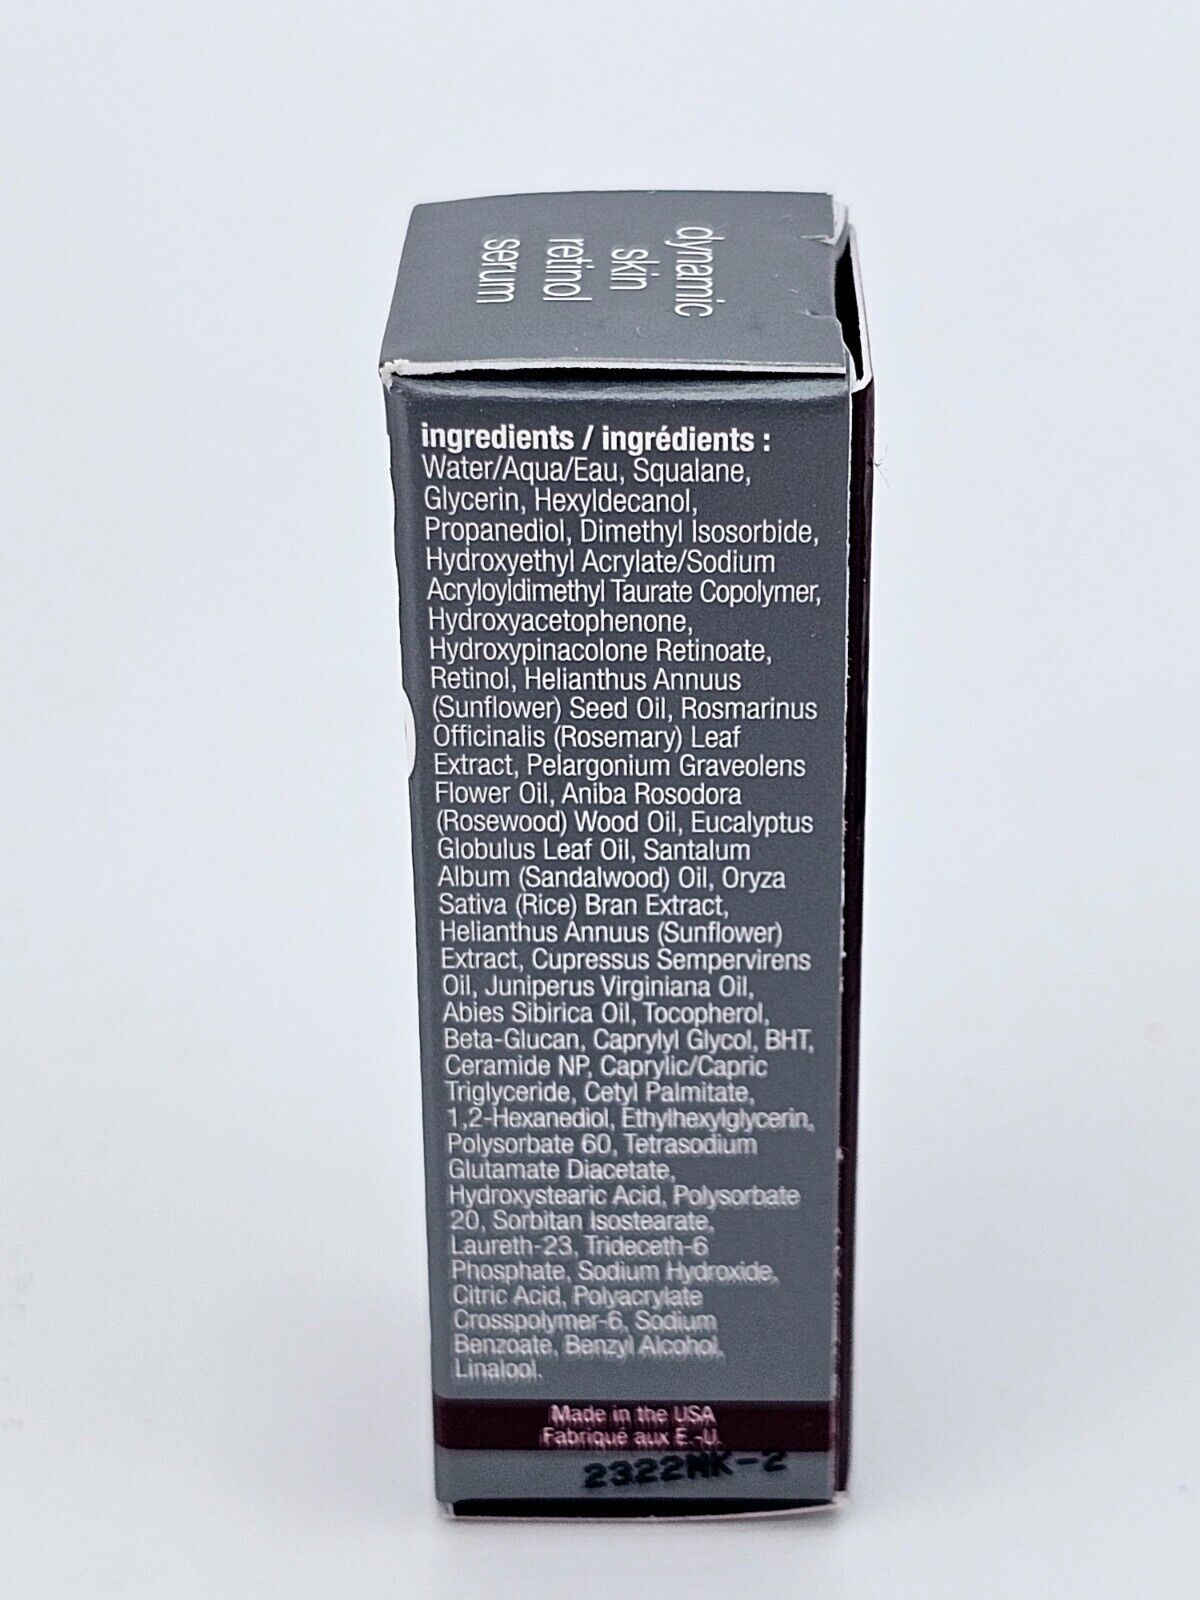 dynamic
skin
retinol
serum
ingredients / ingrédients :
Water/Aqua/Eau, Squalane,
Glycerin, Hexyldecanol,
Propanediol, Dimethyl Isosorbide,
Hydroxyethyl Acrylate/Sodium
Acryloyldimethyl Taurate Copolymer,
Hydroxyacetophenone,
Hydroxypinacolone Retinoate,
Retinol, Helianthus Annuus
(Sunflower) Seed Oil, Rosmarinus
Officinalis (Rosemary) Leaf
Extract, Pelargonium Graveolens
Flower Oil, Aniba Rosodora
(Rosewood) Wood Oil, Eucalyptus
Globulus Leaf Oil, Santalum
Album (Sandalwood) Oil, Oryza
Sativa (Rice) Bran Extract,
Helianthus Annuus (Sunflower)
Extract, Cupressus Sempervirens
Oil, Juniperus Virginiana Oil,
Abies Sibirica Oil, Tocopherol,
Beta-Glucan, Caprylyl Glycol, BHT,
Ceramide NP, Caprylic/Capric
Triglyceride, Cetyl Palmitate,
1,2-Hexanediol, Ethylhexylglycerin,
Polysorbate 60, Tetrasodium
Glutamate Diacetate,
Hydroxystearic Acid, Polysorbate
20, Sorbitan Isostearate,
Laureth-23, Trideceth-6
Phosphate, Sodium Hydroxide,
Citric Acid, Polyacrylate
Crosspolymer-6, Sodium
Benzoate, Benzyl Alcohol,
Linalool.
Made in the USA
Fabriqué aux É.-U.
2322MK-2